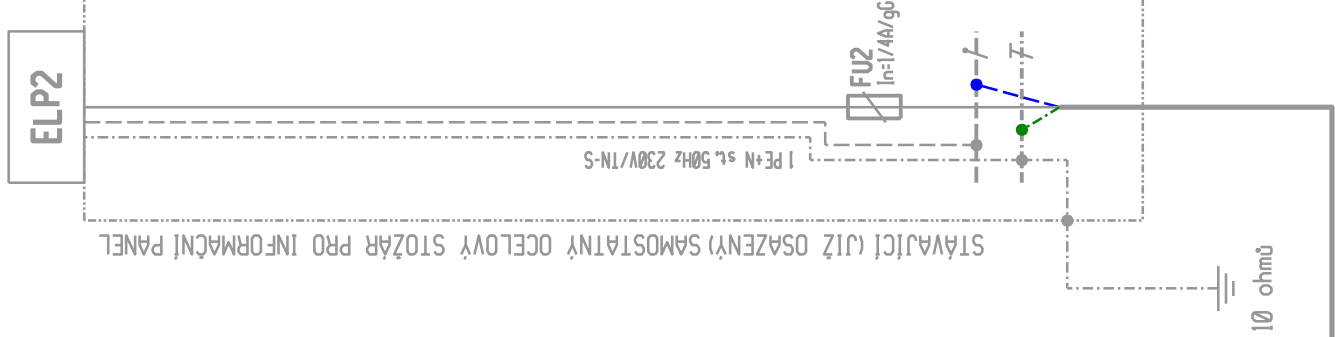 ELP2
FU2
In=1/4A/gG
1 PE+N st. 50Hz 230V/TN-S
STÁVAJÍCÍ (JIŽ OSAZENÝ) SAMOSTATNÝ OCELOVÝ STOŽÁR PRO INFORMAČNÍ PANEL
10 ohmů